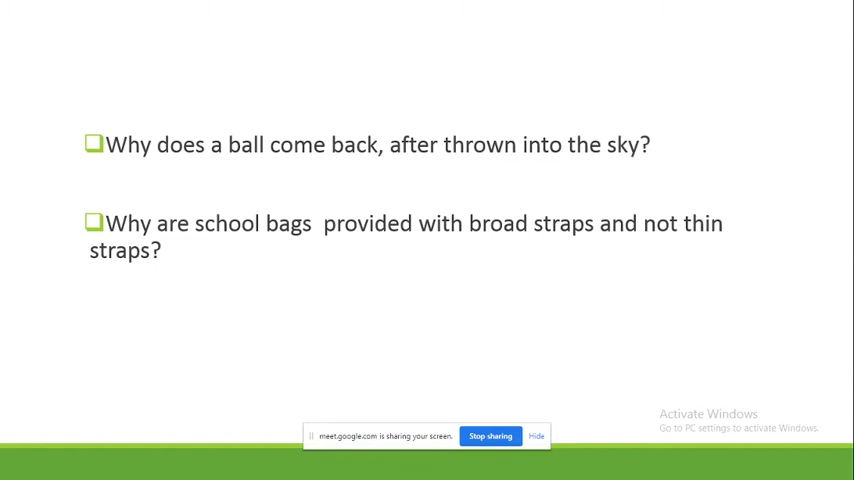 Why does a ball come back, after thrown into the sky?
Why are school bags  provided with broad straps and not thin
straps?
Activate Windows
Go to PC settings to activate Windows.
meet.google.com is sharing your screen. Stop sharing Hide